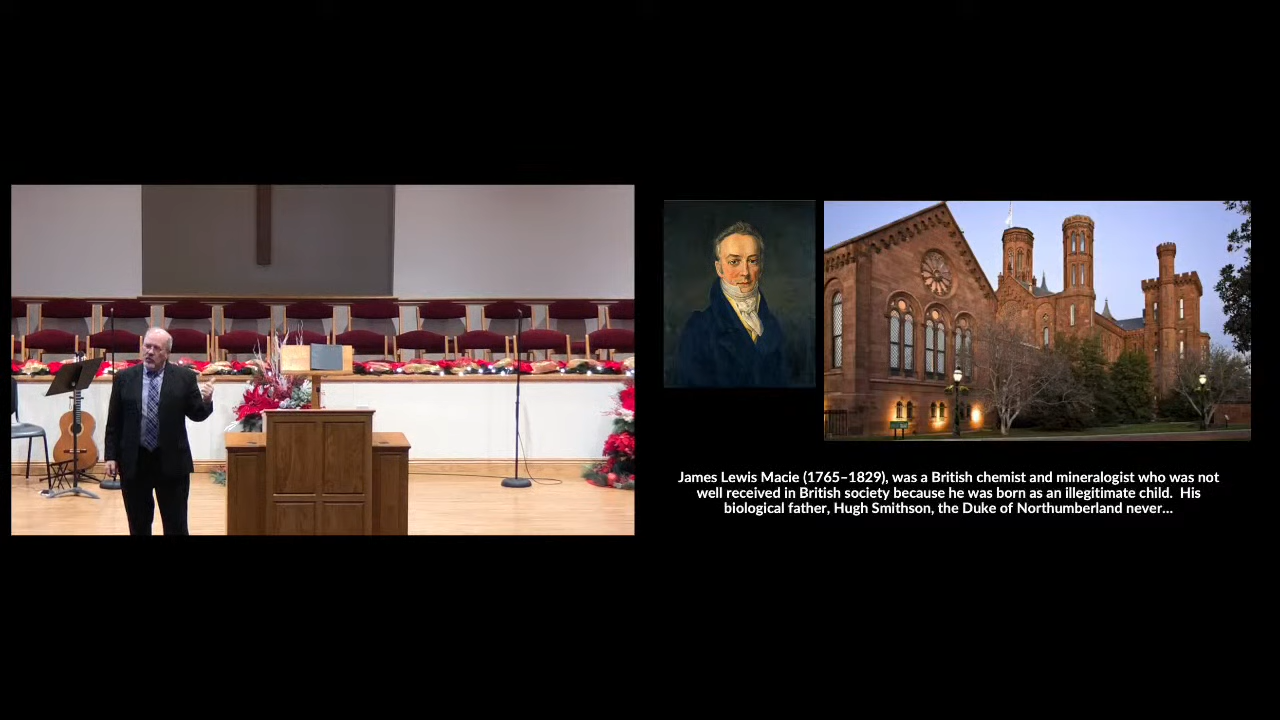 James Lewis Macie (1765–1829), was a British chemist and mineralogist who was not
well received in British society because he was born as an illegitimate child.  His
biological father, Hugh Smithson, the Duke of Northumberland never...